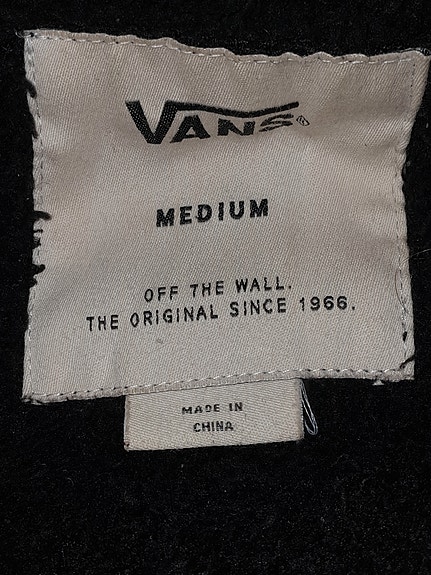 VANS
MEDIUM
OFF THE WALL.
THE ORIGINAL SINCE 1966.
MADE IN
CHINA